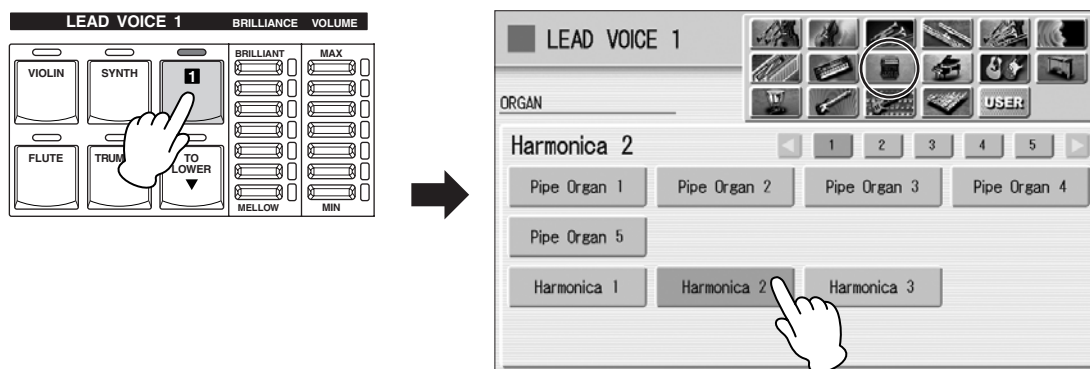 LEAD VOICE 1 BRILLIANCE VOLUME
BRILLIANT MAX
VIOLIN SYNTH 1
FLUTE TO
LOWER
MELLOW MIN
LEAD VOICE 1
ORGAN
USER
Harmonica 2 1 2 3 4 5
Pipe Organ 1 Pipe Organ 2 Pipe Organ 3 Pipe Organ 4
Pipe Organ 5
Harmonica 1 Harmonica 2 Harmonica 3